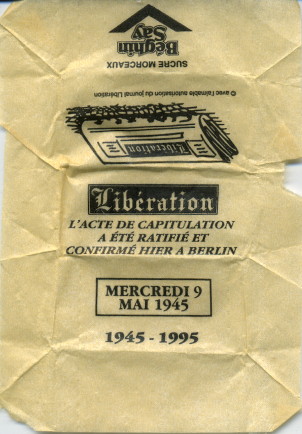 Béghin
Say
SUCRE MORCEAUX
© avec l'aimable autorisation du journal Libération
Libération
Libération
L'ACTE DE CAPITULATION
A ÉTÉ RATIFIÉ ET
CONFIRMÉ HIER A BERLIN
MERCREDI 9
MAI 1945
1945 - 1995